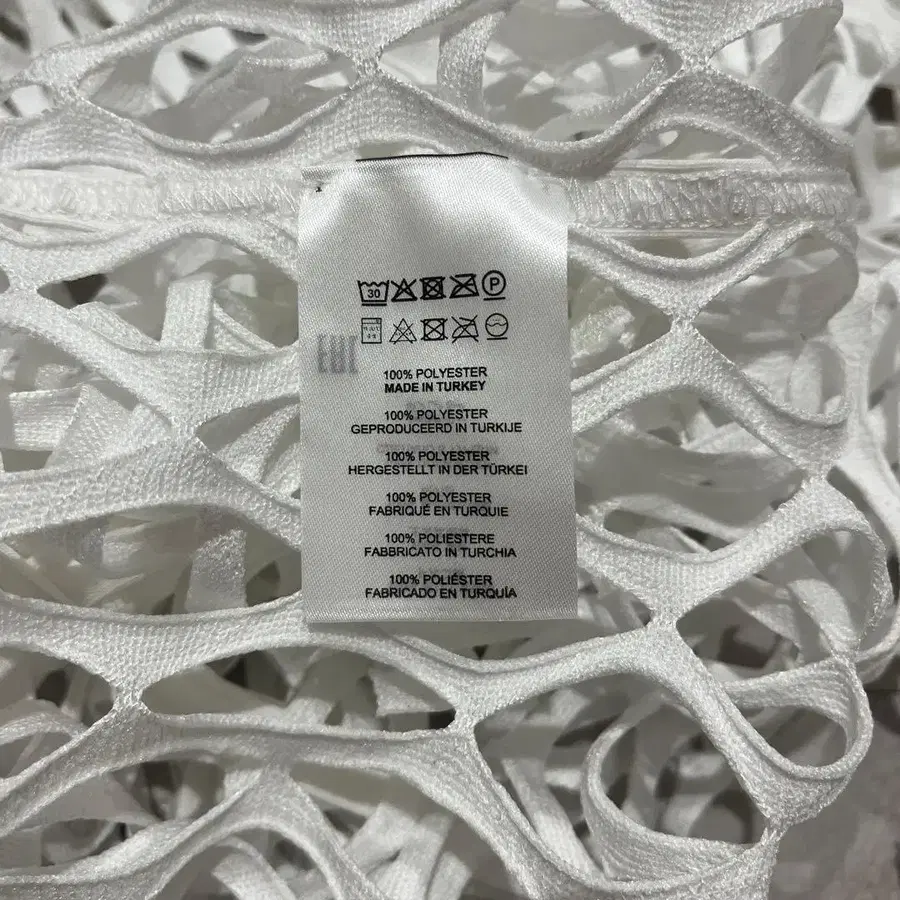 30 P
100% POLYESTER
MADE IN TURKEY
100% POLYESTER
GEPRODUCEERD IN TURKIJE
100% POLYESTER
HERGESTELLT IN DER TÜRKEI
100% POLYESTER
FABRIQUÉ EN TURQUIE
100% POLIESTERE
FABBRICATO IN TURCHIA
100% POLIÉSTER
FABRICADO EN TURQUÍA